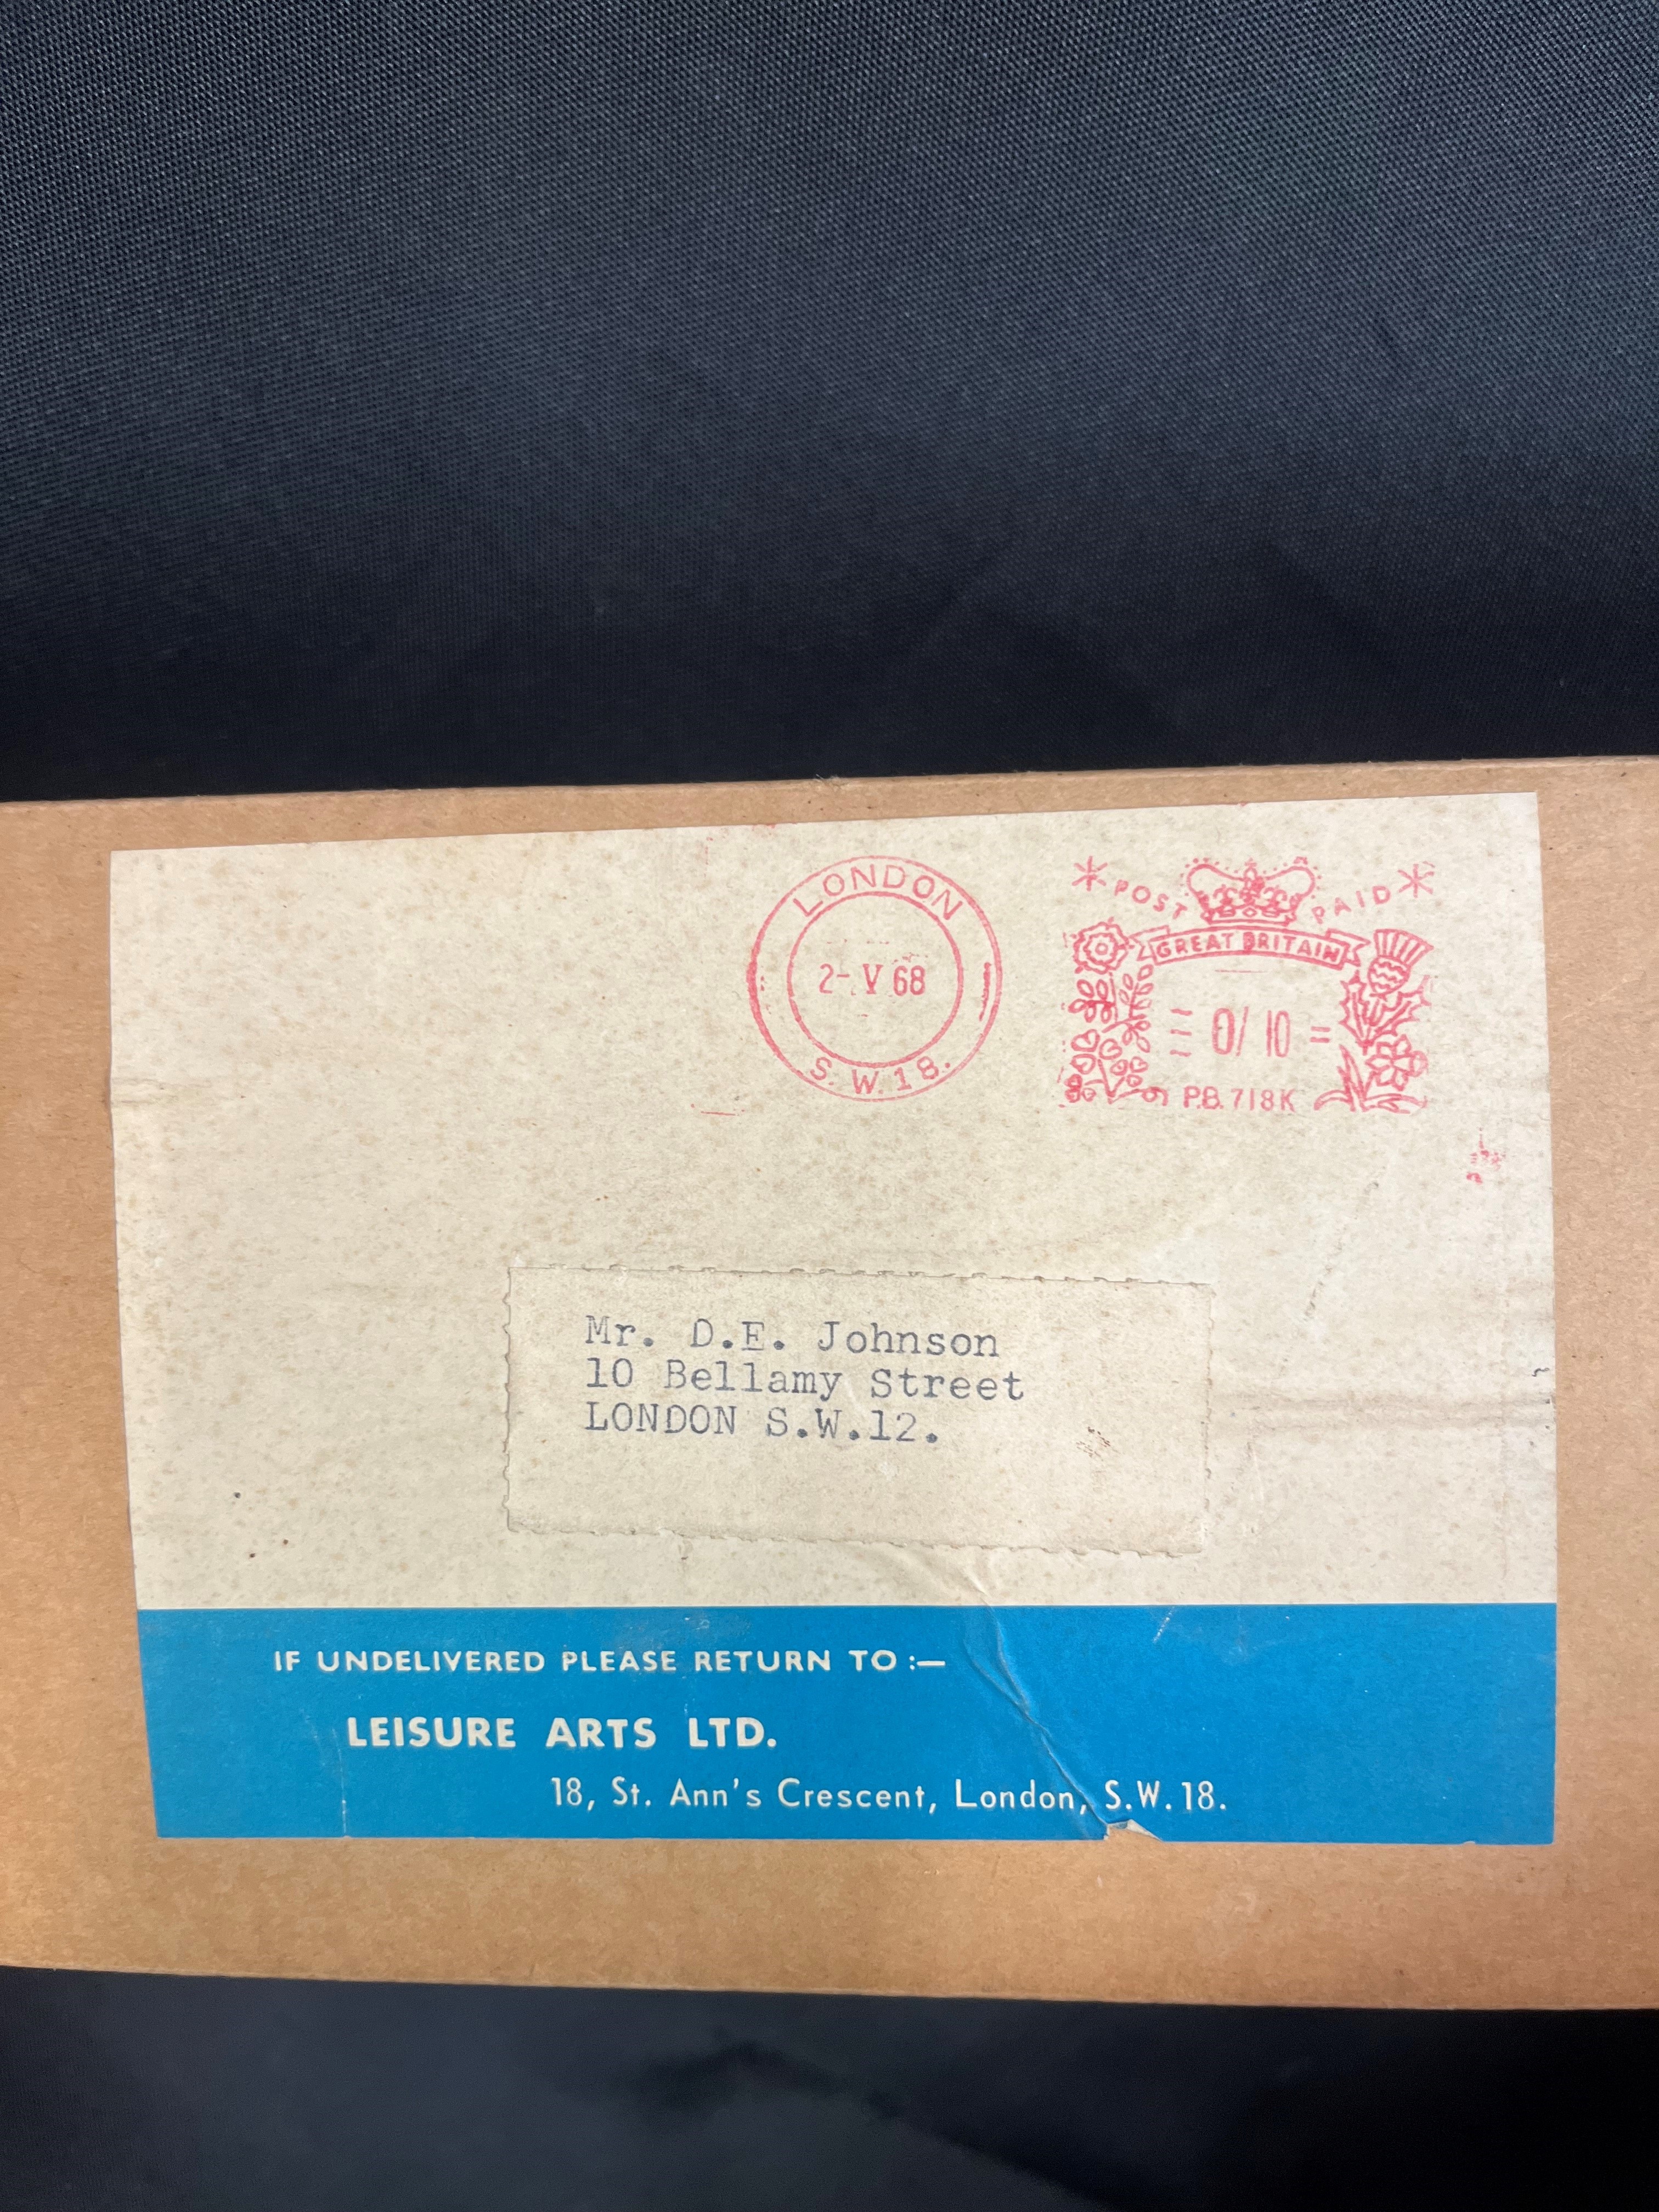 LONDON
2- V 68
S.W.18.
POST PAID
GREAT BRITAIN
0/10
P.B.718K
Mr. D.E. Johnson
10 Bellamy Street
LONDON S.W.12.
IF UNDELIVERED PLEASE RETURN TO :—
LEISURE ARTS LTD.
18, St. Ann's Crescent, London, S.W.18.